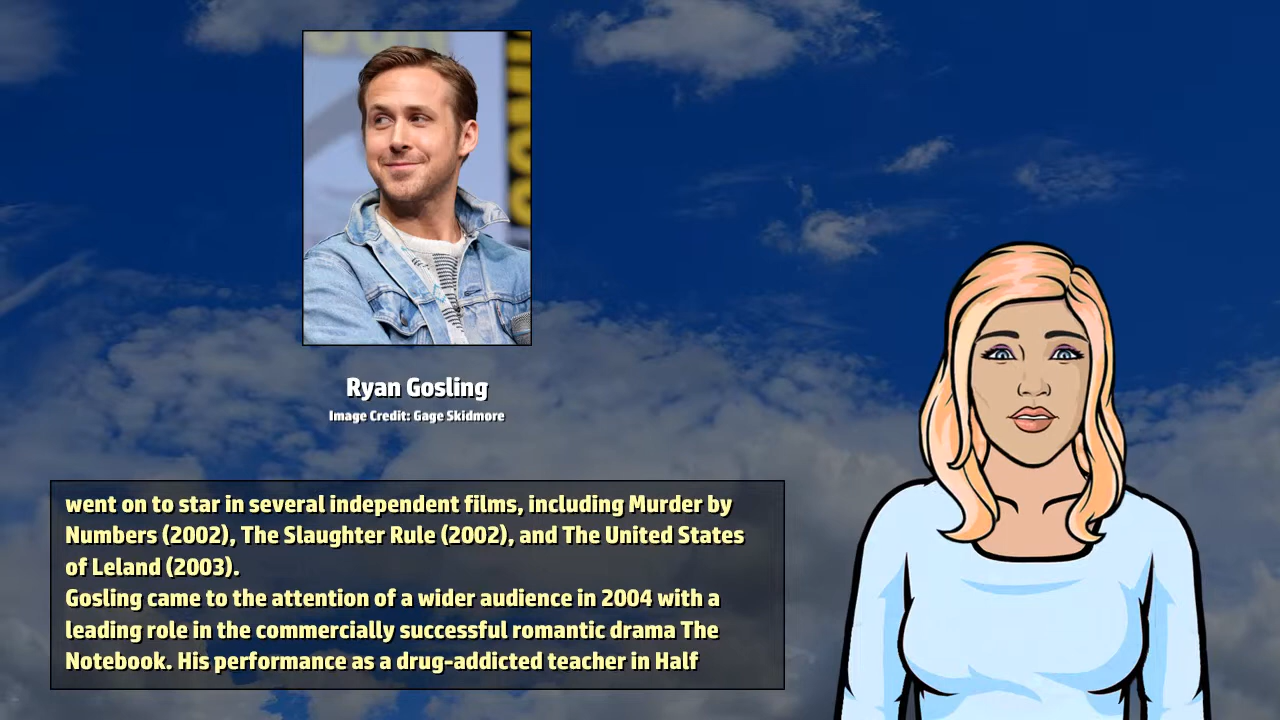 Ryan Gosling
Image Credit: Gage Skidmore
went on to star in several independent films, including Murder by
Numbers (2002), The Slaughter Rule (2002), and The United States
of Leland (2003).
Gosling came to the attention of a wider audience in 2004 with a
leading role in the commercially successful romantic drama The
Notebook. His performance as a drug-addicted teacher in Half